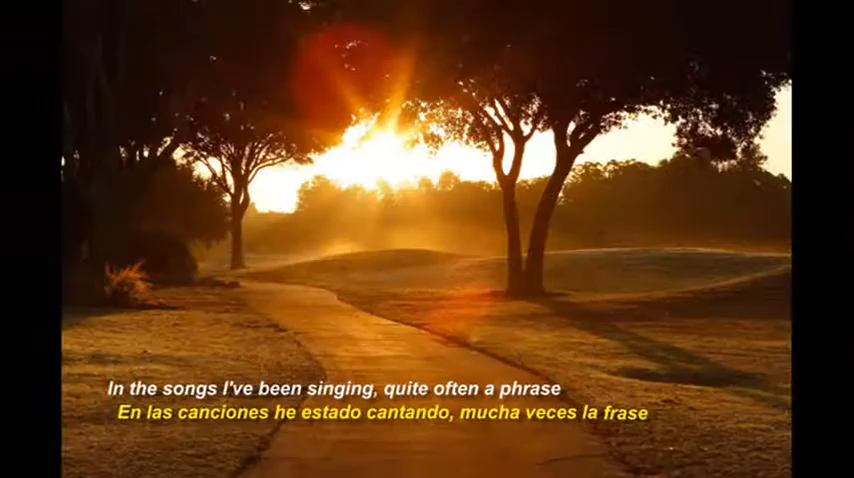 In the songs I've been singing, quite often a phrase
En las canciones he estado cantando, mucha veces la frase